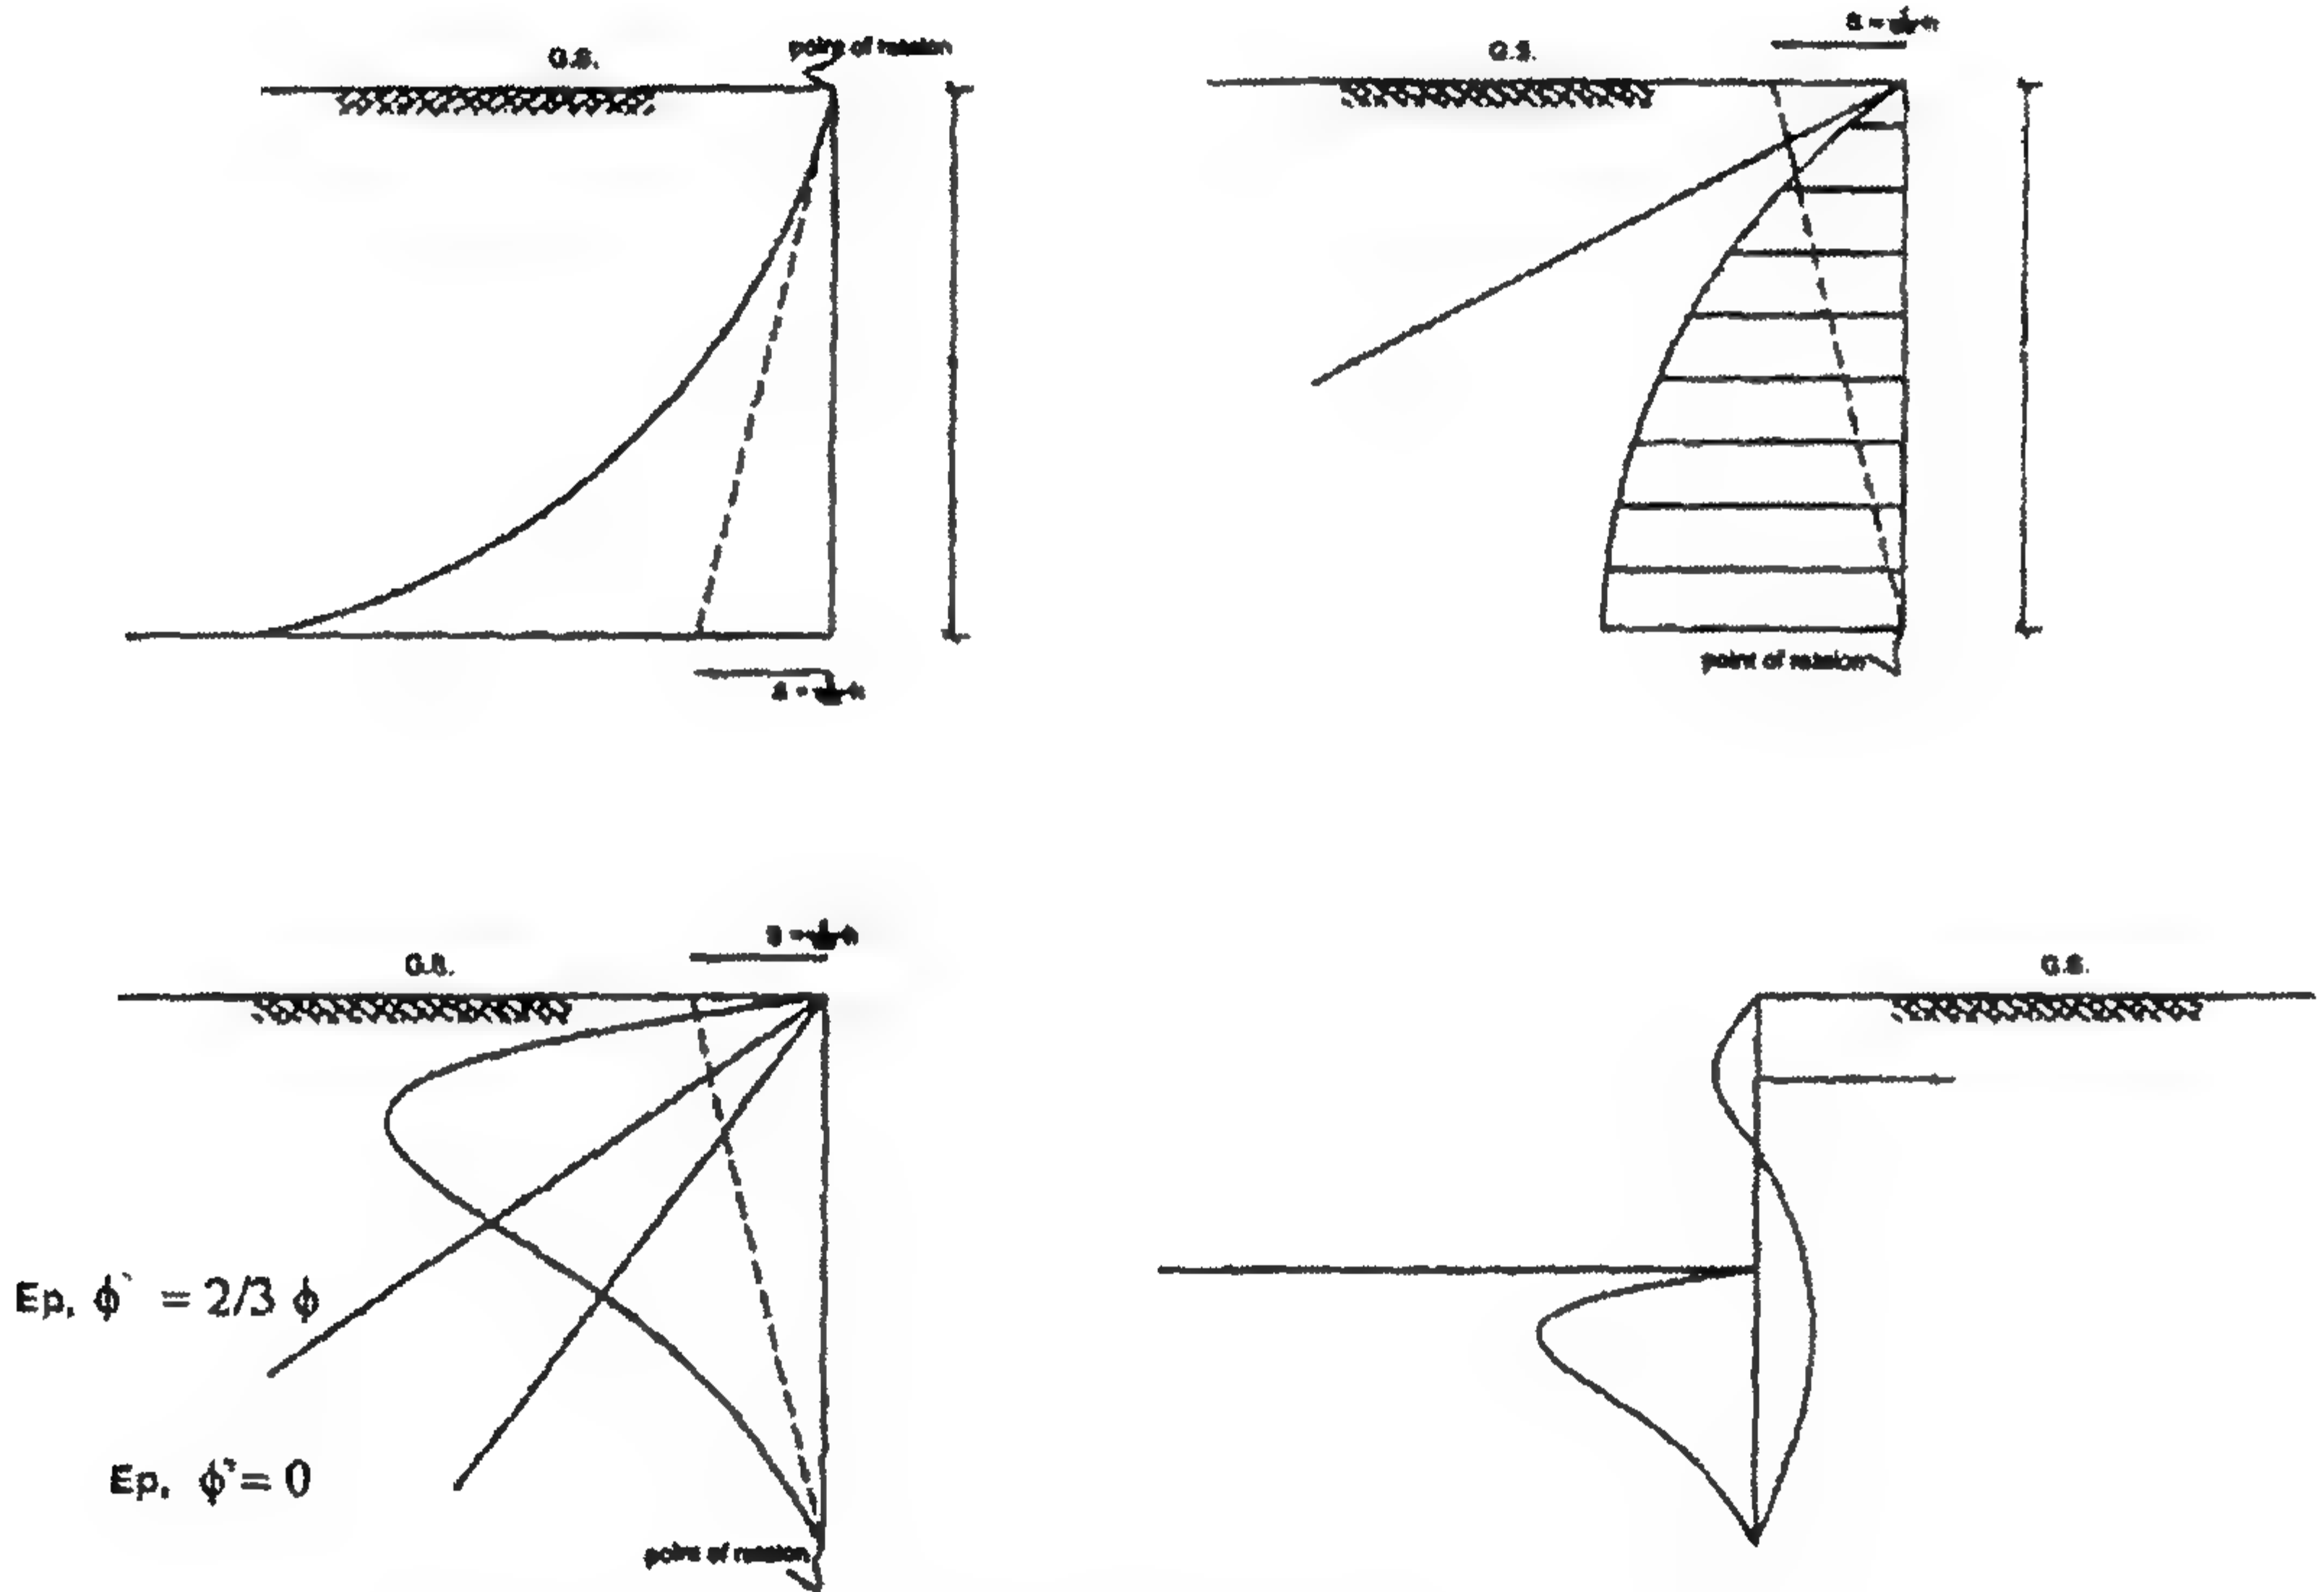 G.S.
point of rotation
G.S.
point of rotation
G.S.
G.S.
Ep, ϕ` = 2/3 ϕ
Ep, ϕ`= 0
point of rotation